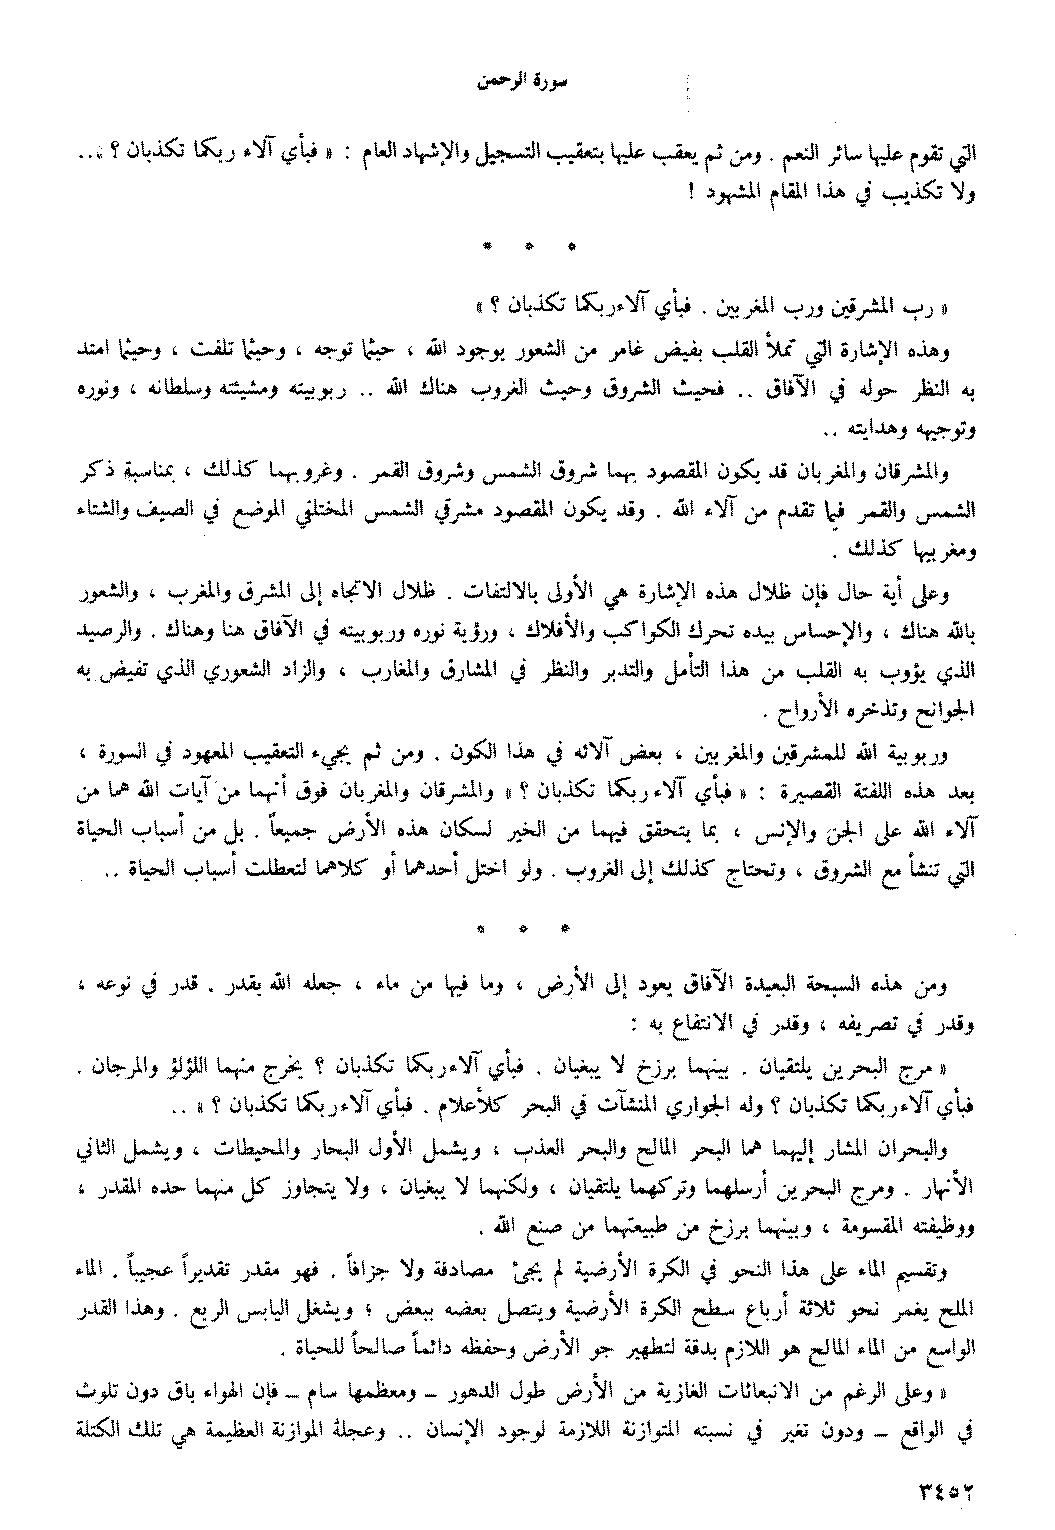 سورة الرحمن
التي تقوم عليها سائر النعم . ومن ثم يعقب عليها بتعقيب التسجيل والإشهاد العام : « فبأي آلاء ربكما تكذبان ؟ » ..
ولا تكذيب في هذا المقام المشهود !
* * *
« رب المشرقين ورب المغربين . فبأي آلاء ربكما تكذبان ؟ »
وهذه الإشارة التي تملأ القلب بفيض غامر من الشعور بوجود الله ، حيثما توجه ، وحيثما تلفت ، وحيثما امتد
به النظر حوله في الآفاق .. فحيث الشروق وحيث الغروب هناك الله .. ربوبيته ومشيئته وسلطانه ، ونوره
وتوجيهه وهدايته ..
والمشرقان والمغربان قد يكون المقصود بهما شروق الشمس وشروق القمر . وغروبهما كذلك ، بمناسبة ذكر
الشمس والقمر فيما تقدم من آلاء الله . وقد يكون المقصود مشرقي الشمس المختلفي الموضع في الصيف والشتاء
ومغربيها كذلك .
وعلى أية حال فإن ظلال هذه الإشارة هي الأولى بالالتفات . ظلال الاتجاه إلى المشرق والمغرب ، والشعور
بالله هناك ، والإحساس بيده تحرك الكواكب والأفلاك ، ورؤية نوره وربوبيته في الآفاق هنا وهناك . والرصيد
الذي يؤوب به القلب من هذا التأمل والتدبر والنظر في المشارق والمغارب ، والزاد الشعوري الذي تفيض به
الجوانح وتذخره الأرواح .
وربوبية الله للمشرقين والمغربين ، بعض آلائه في هذا الكون . ومن ثم يجيء التعقيب المعهود في السورة ،
بعد هذه اللفتة القصيرة : « فبأي آلاء ربكما تكذبان ؟ » والمشرقان والمغربان فوق أنهما من آيات الله هما من
آلاء الله على الجن والإنس ، بما يتحقق فيهما من الخير لسكان هذه الأرض جميعاً . بل من أسباب الحياة
التي تنشأ مع الشروق ، وتحتاج كذلك إلى الغروب . ولو اختل أحدهما أو كلاهما لتعطلت أسباب الحياة ..
* * *
ومن هذه السبحة البعيدة الآفاق يعود إلى الأرض ، وما فيها من ماء ، جعله الله بقدر . قدر في نوعه ،
وقدر في تصريفه ، وقدر في الانتفاع به :
« مرج البحرين يلتقيان . بينهما برزخ لا يبغيان . فبأي آلاء ربكما تكذبان ؟ يخرج منهما اللؤلؤ والمرجان .
فبأي آلاء ربكما تكذبان ؟ وله الجواري المنشآت في البحر كالأعلام . فبأي آلاء ربكما تكذبان ؟ » ..
والبحران المشار إليهما هما البحر المالح والبحر العذب ، ويشمل الأول البحار والمحيطات ، ويشمل الثاني
الأنهار . ومرج البحرين أرسلهما وتركهما يلتقيان ، ولكنهما لا يبغيان ، ولا يتجاوز كل منهما حده المقدر ،
ووظيفته المقسومة ، وبينهما برزخ من طبيعتهما من صنع الله .
وتقسيم الماء على هذا النحو في الكرة الأرضية لم يجئ مصادفة ولا جزافاً . فهو مقدر تقديراً عجيباً . الماء
الملح يغمر نحو ثلاثة أرباع سطح الكرة الأرضية ويتصل بعضه ببعض ؛ ويشغل اليابس الربع . وهذا القدر
الواسع من الماء المالح هو اللازم بدقة لتطهير جو الأرض وحفظه دائماً صالحاً للحياة .
« وعلى الرغم من الانبعاثات الغازية من الأرض طول الدهور – ومعظمها سام – فإن الهواء باق دون تلوث
في الواقع – ودون تغير في نسبته المتوازنة اللازمة لوجود الإنسان .. وعجلة الموازنة العظيمة هي تلك الكتلة
٣٤٥٢